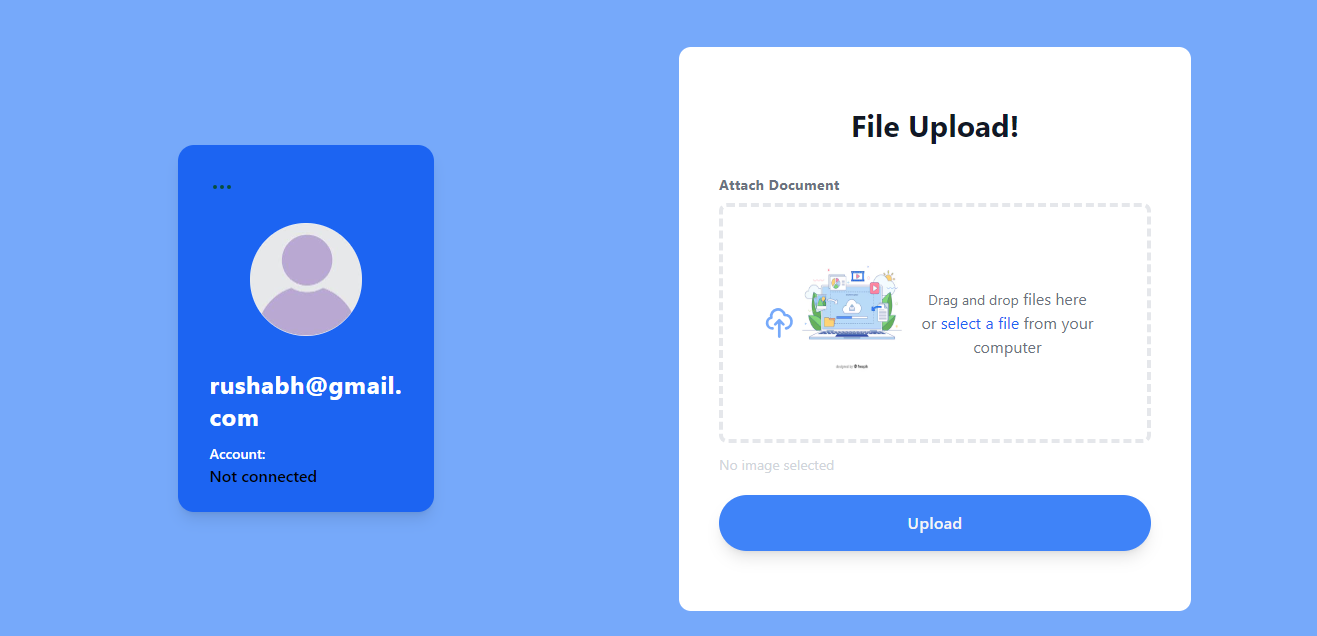 rushabh@gmail.
com
Account:
Not connected
File Upload!
Attach Document
Drag and drop files here
or select a file from your
computer
No image selected
Upload